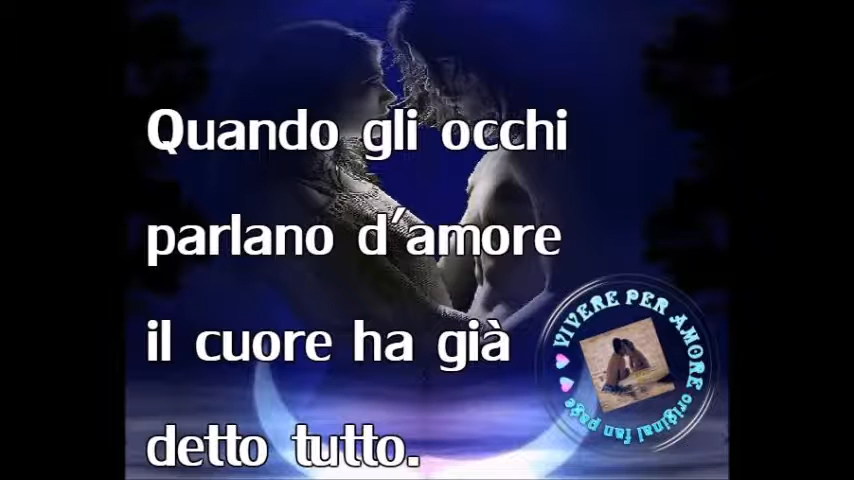 Quando gli occhi
parlano d'amore
il cuore ha già
detto tutto.
VIVERE PER AMORE original fan page